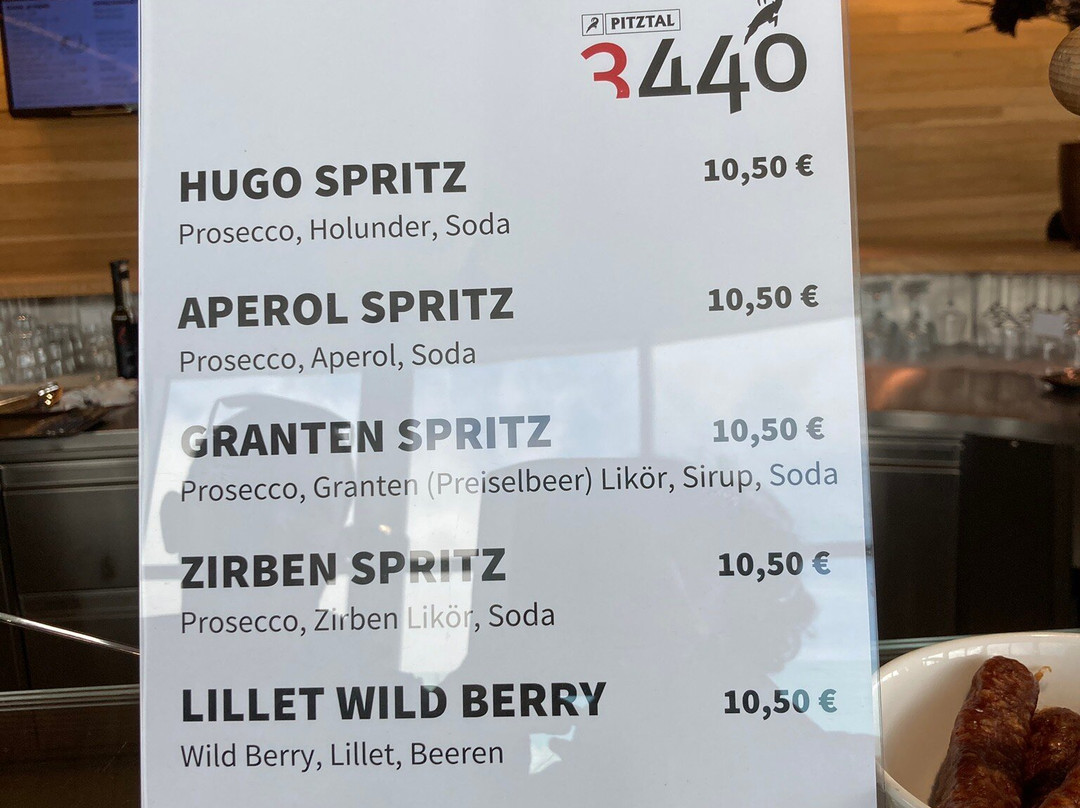 PITZTAL
3440
HUGO SPRITZ 10,50 €
Prosecco, Holunder, Soda
APEROL SPRITZ 10,50 €
Prosecco, Aperol, Soda
GRANTEN SPRITZ 10,50 €
Prosecco, Granten (Preiselbeer) Likör, Sirup, Soda
ZIRBEN SPRITZ 10,50 €
Prosecco, Zirben Likör, Soda
LILLET WILD BERRY 10,50 €
Wild Berry, Lillet, Beeren